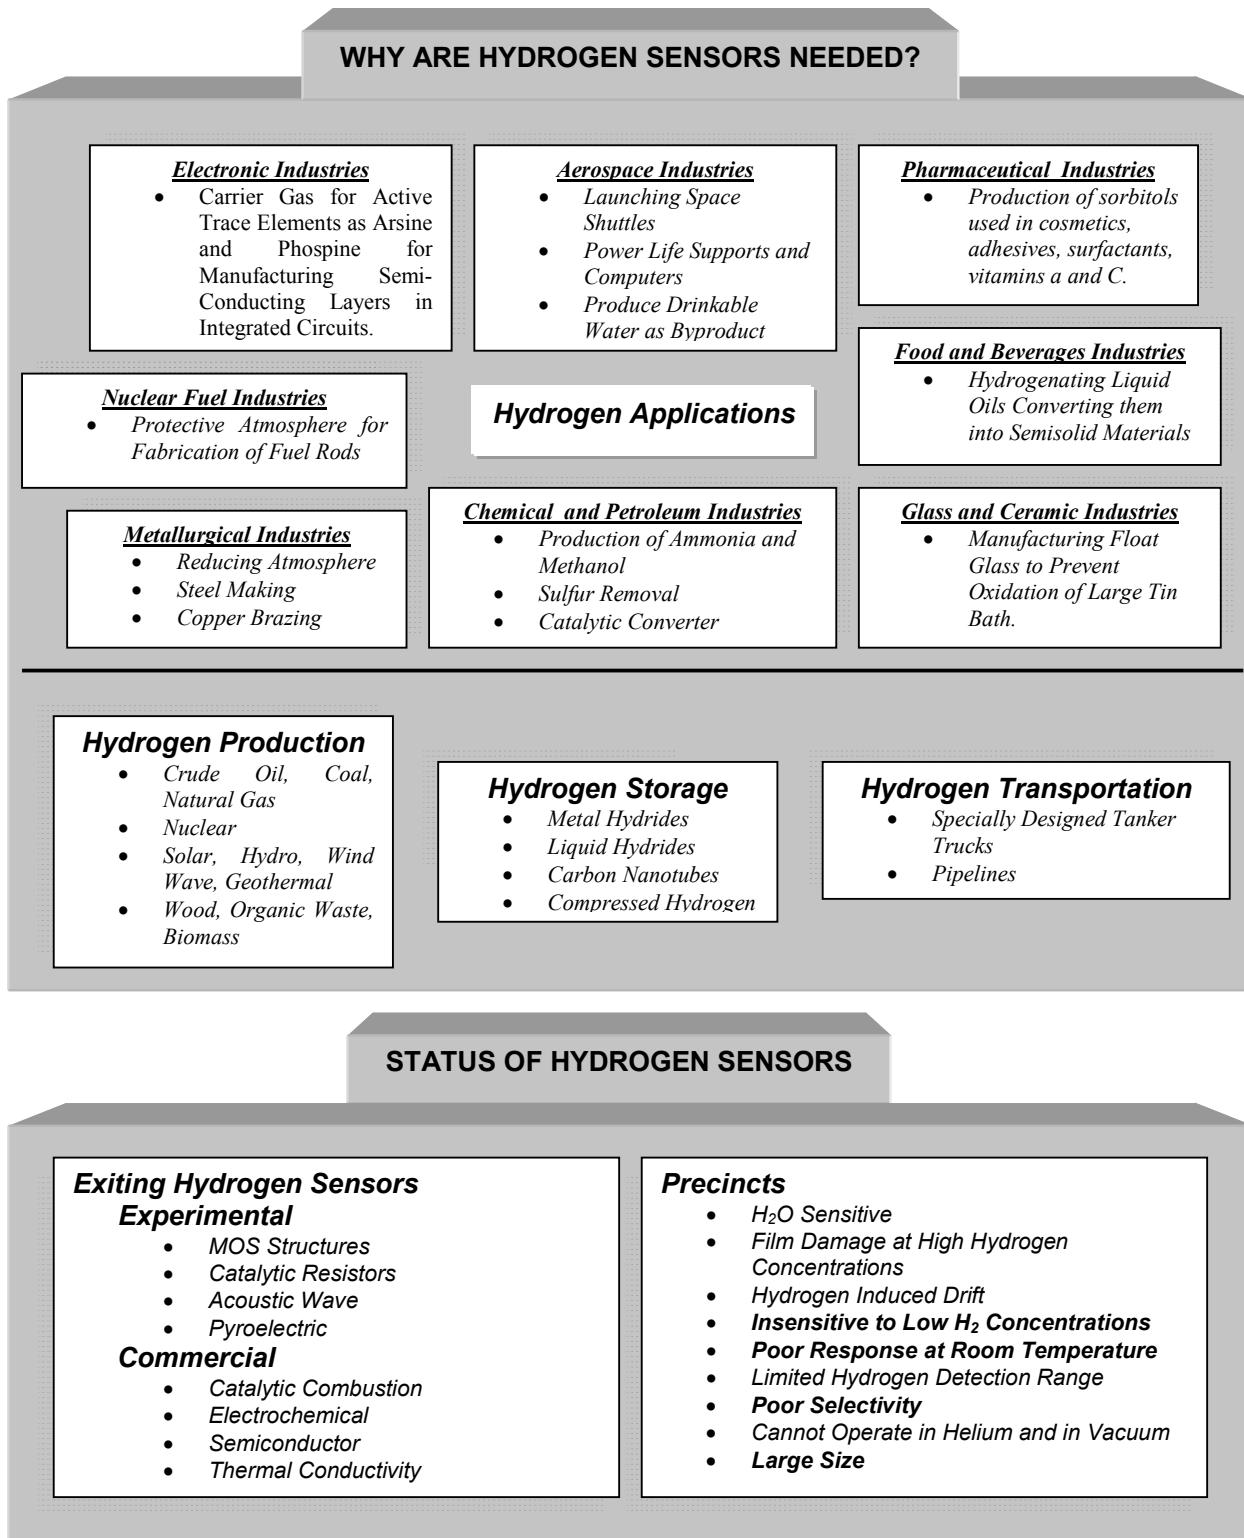 WHY ARE HYDROGEN SENSORS NEEDED?
Electronic Industries
• Carrier Gas for Active
Trace Elements as Arsine
and Phospine for
Manufacturing Semi-
Conducting Layers in
Integrated Circuits.
Aerospace Industries
• Launching Space
Shuttles
• Power Life Supports and
Computers
• Produce Drinkable
Water as Byproduct
Pharmaceutical Industries
• Production of sorbitols
used in cosmetics,
adhesives, surfactants,
vitamins a and C.
Nuclear Fuel Industries
• Protective Atmosphere for
Fabrication of Fuel Rods
Hydrogen Applications
Food and Beverages Industries
• Hydrogenating Liquid
Oils Converting them
into Semisolid Materials
Metallurgical Industries
• Reducing Atmosphere
• Steel Making
• Copper Brazing
Chemical and Petroleum Industries
• Production of Ammonia and
Methanol
• Sulfur Removal
• Catalytic Converter
Glass and Ceramic Industries
• Manufacturing Float
Glass to Prevent
Oxidation of Large Tin
Bath.
Hydrogen Production
• Crude Oil, Coal,
Natural Gas
• Nuclear
• Solar, Hydro, Wind
Wave, Geothermal
• Wood, Organic Waste,
Biomass
Hydrogen Storage
• Metal Hydrides
• Liquid Hydrides
• Carbon Nanotubes
• Compressed Hydrogen
Hydrogen Transportation
• Specially Designed Tanker
Trucks
• Pipelines
STATUS OF HYDROGEN SENSORS
Exiting Hydrogen Sensors
Experimental
• MOS Structures
• Catalytic Resistors
• Acoustic Wave
• Pyroelectric
Commercial
• Catalytic Combustion
• Electrochemical
• Semiconductor
• Thermal Conductivity
Precincts
• H₂O Sensitive
• Film Damage at High Hydrogen
Concentrations
• Hydrogen Induced Drift
• Insensitive to Low H₂ Concentrations
• Poor Response at Room Temperature
• Limited Hydrogen Detection Range
• Poor Selectivity
• Cannot Operate in Helium and in Vacuum
• Large Size